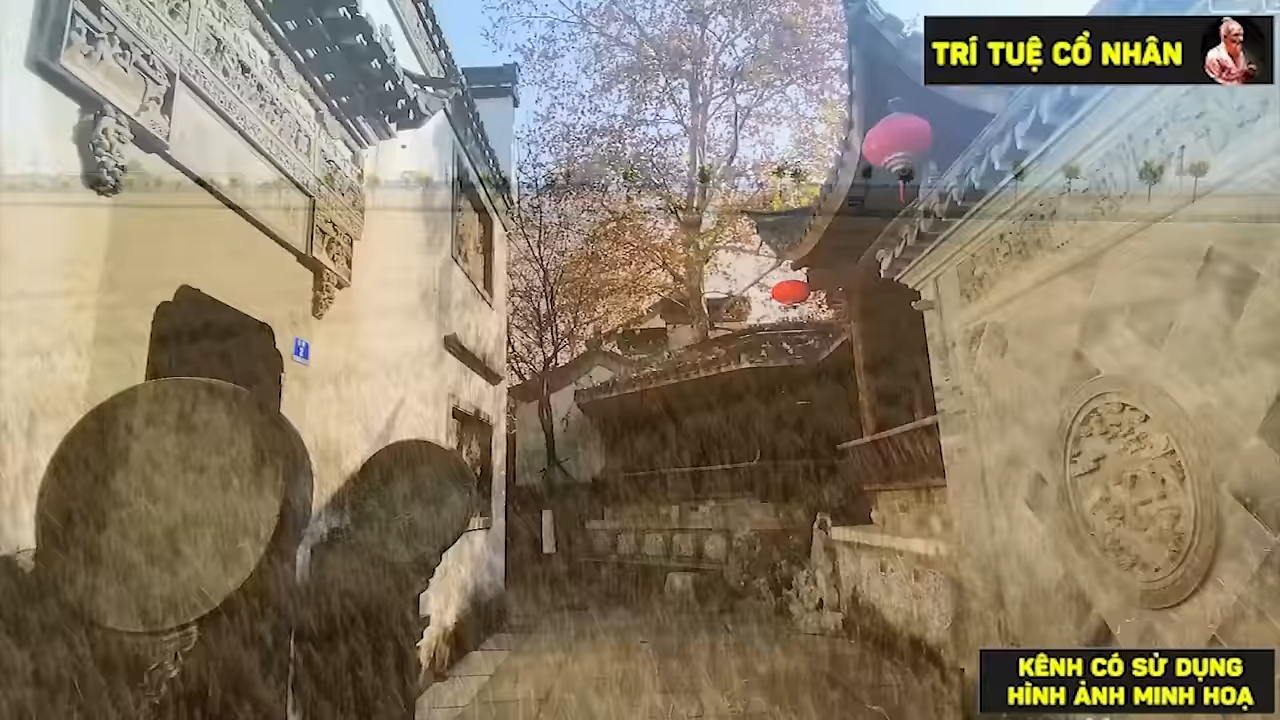 TRÍ TUỆ CỔ NHÂN
KÊNH CÓ SỬ DỤNG
HÌNH ẢNH MINH HOẠ